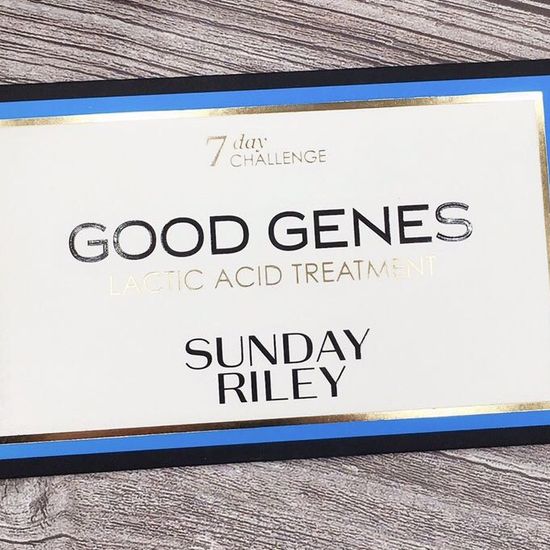 7 day
CHALLENGE
GOOD GENES
LACTIC ACID TREATMENT
SUNDAY
RILEY